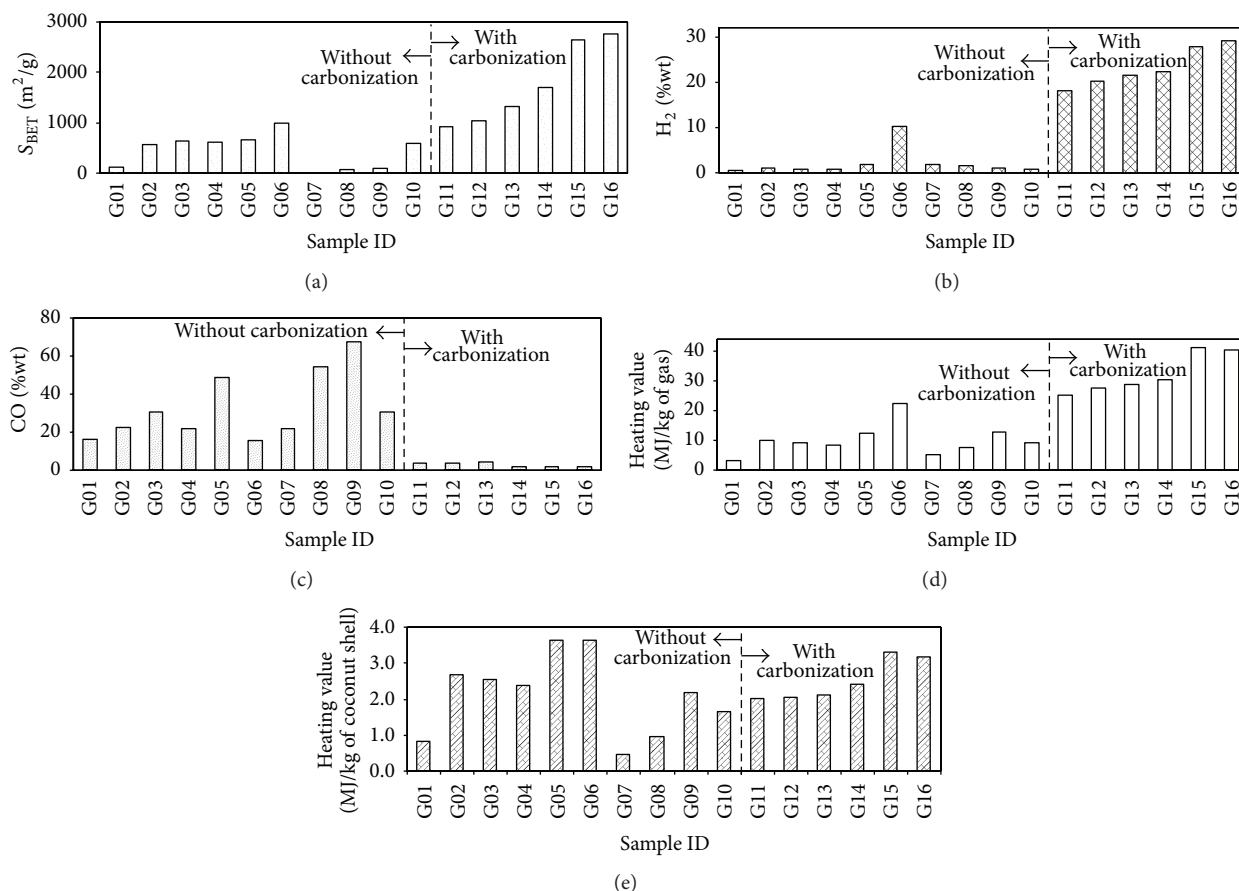 3000
2000
1000
0
S_BET (m²/g)
Without carbonization
With carbonization
G01
G02
G03
G04
G05
G06
G07
G08
G09
G10
G11
G12
G13
G14
G15
G16
Sample ID
(a)
30
20
10
0
H₂ (%wt)
Without carbonization
With carbonization
G01
G02
G03
G04
G05
G06
G07
G08
G09
G10
G11
G12
G13
G14
G15
G16
Sample ID
(b)
80
60
40
20
0
CO (%wt)
Without carbonization
With carbonization
G01
G02
G03
G04
G05
G06
G07
G08
G09
G10
G11
G12
G13
G14
G15
G16
Sample ID
(c)
40
30
20
10
0
Heating value
(MJ/kg of gas)
Without carbonization
With carbonization
G01
G02
G03
G04
G05
G06
G07
G08
G09
G10
G11
G12
G13
G14
G15
G16
Sample ID
(d)
4.0
3.0
2.0
1.0
0.0
Heating value
(MJ/kg of coconut shell)
Without carbonization
With carbonization
G01
G02
G03
G04
G05
G06
G07
G08
G09
G10
G11
G12
G13
G14
G15
G16
Sample ID
(e)